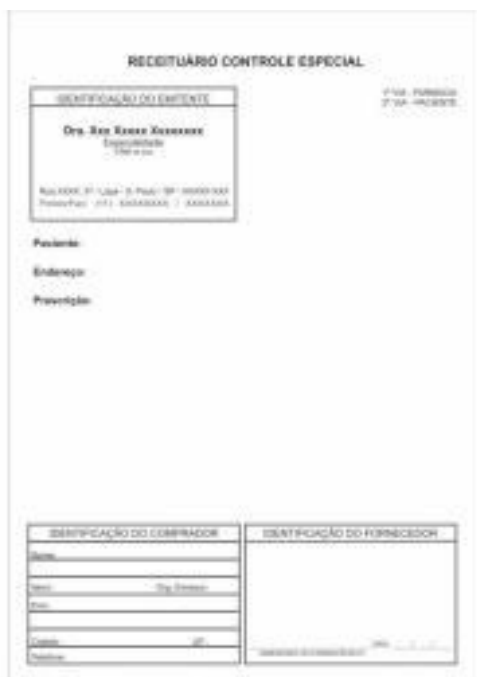 RECEITUÁRIO CONTROLE ESPECIAL
IDENTIFICAÇÃO DO EMITENTE
1ª VIA - FARMÁCIA
2ª VIA - PACIENTE
Dra. Xxx Xxxxx Xxxxxxxx
Especialidade
Paciente:
Endereço:
Prescrição:
IDENTIFICAÇÃO DO COMPRADOR
IDENTIFICAÇÃO DO FORNECEDOR
Nome:
Ident.: Org. Emissor:
End.:
Cidade: UF:
Telefone: